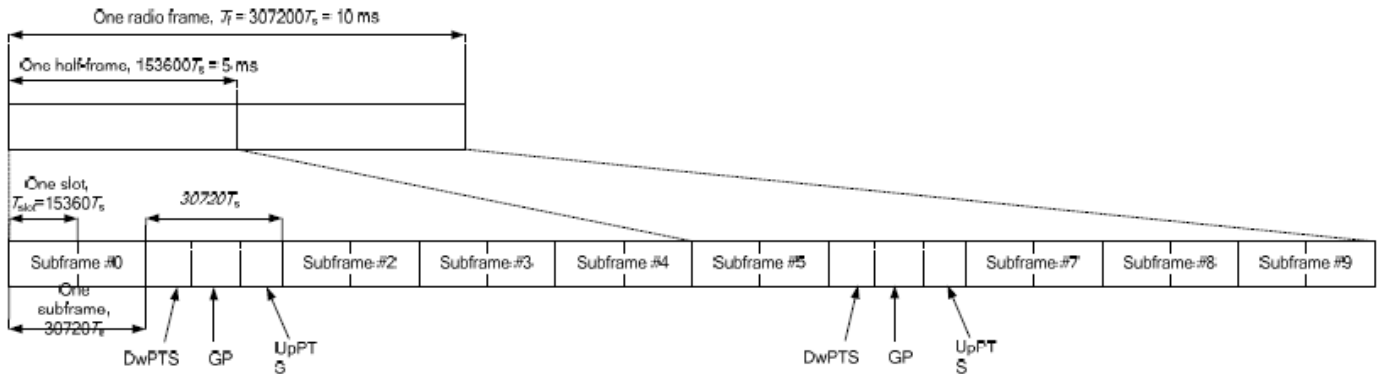 One radio frame, Tf = 307200Ts = 10 ms
One half-frame, 153600Ts = 5 ms
One slot,
Tslot=15360Ts
30720Ts
Subframe #0
Subframe #2
Subframe #3
Subframe #4
Subframe #5
Subframe #7
Subframe #8
Subframe #9
One
subframe,
30720Ts
DwPTS
GP
UpPT
S
DwPTS
GP
UpPT
S